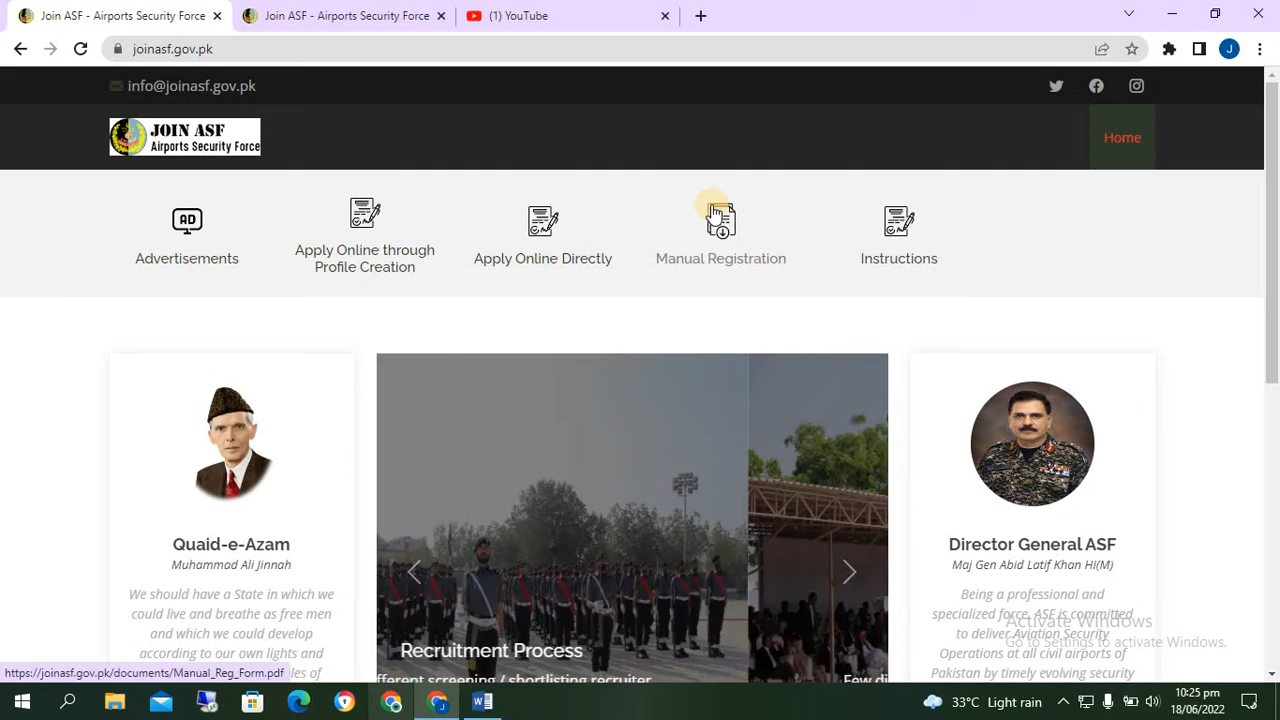 Join ASF - Airports Security Force
Join ASF - Airports Security Force
(1) YouTube
joinasf.gov.pk
J
info@joinasf.gov.pk
JOIN ASF
Airports Security Force
Home
AD
Advertisements
Apply Online through
Profile Creation
Apply Online Directly
Manual Registration
Instructions
Quaid-e-Azam
Muhammad Ali Jinnah
We should have a State in which we
could live and breathe as free men
and which we could develop
according to our own lights and
Recruitment Process
ifferent screening / shortlisting recruiter
Few di
Director General ASF
Maj Gen Abid Latif Khan HI(M)
Being a professional and
specialized force, ASF is committed
to deliver Aviation Security
Operations at all civil airports of
Pakistan by timely evolving security
Activate Windows
Go to Settings to activate Windows.
https://joinasf.gov.pk/documents/Manual_Reg_Form.pdf
33°C Light rain
10:25 pm
18/06/2022